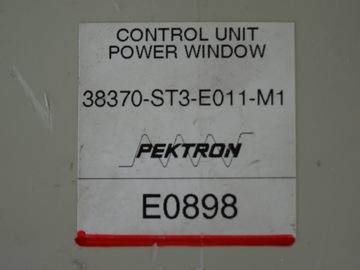 CONTROL UNIT
POWER WINDOW
38370-ST3-E011-M1
PEKTRON
E0898